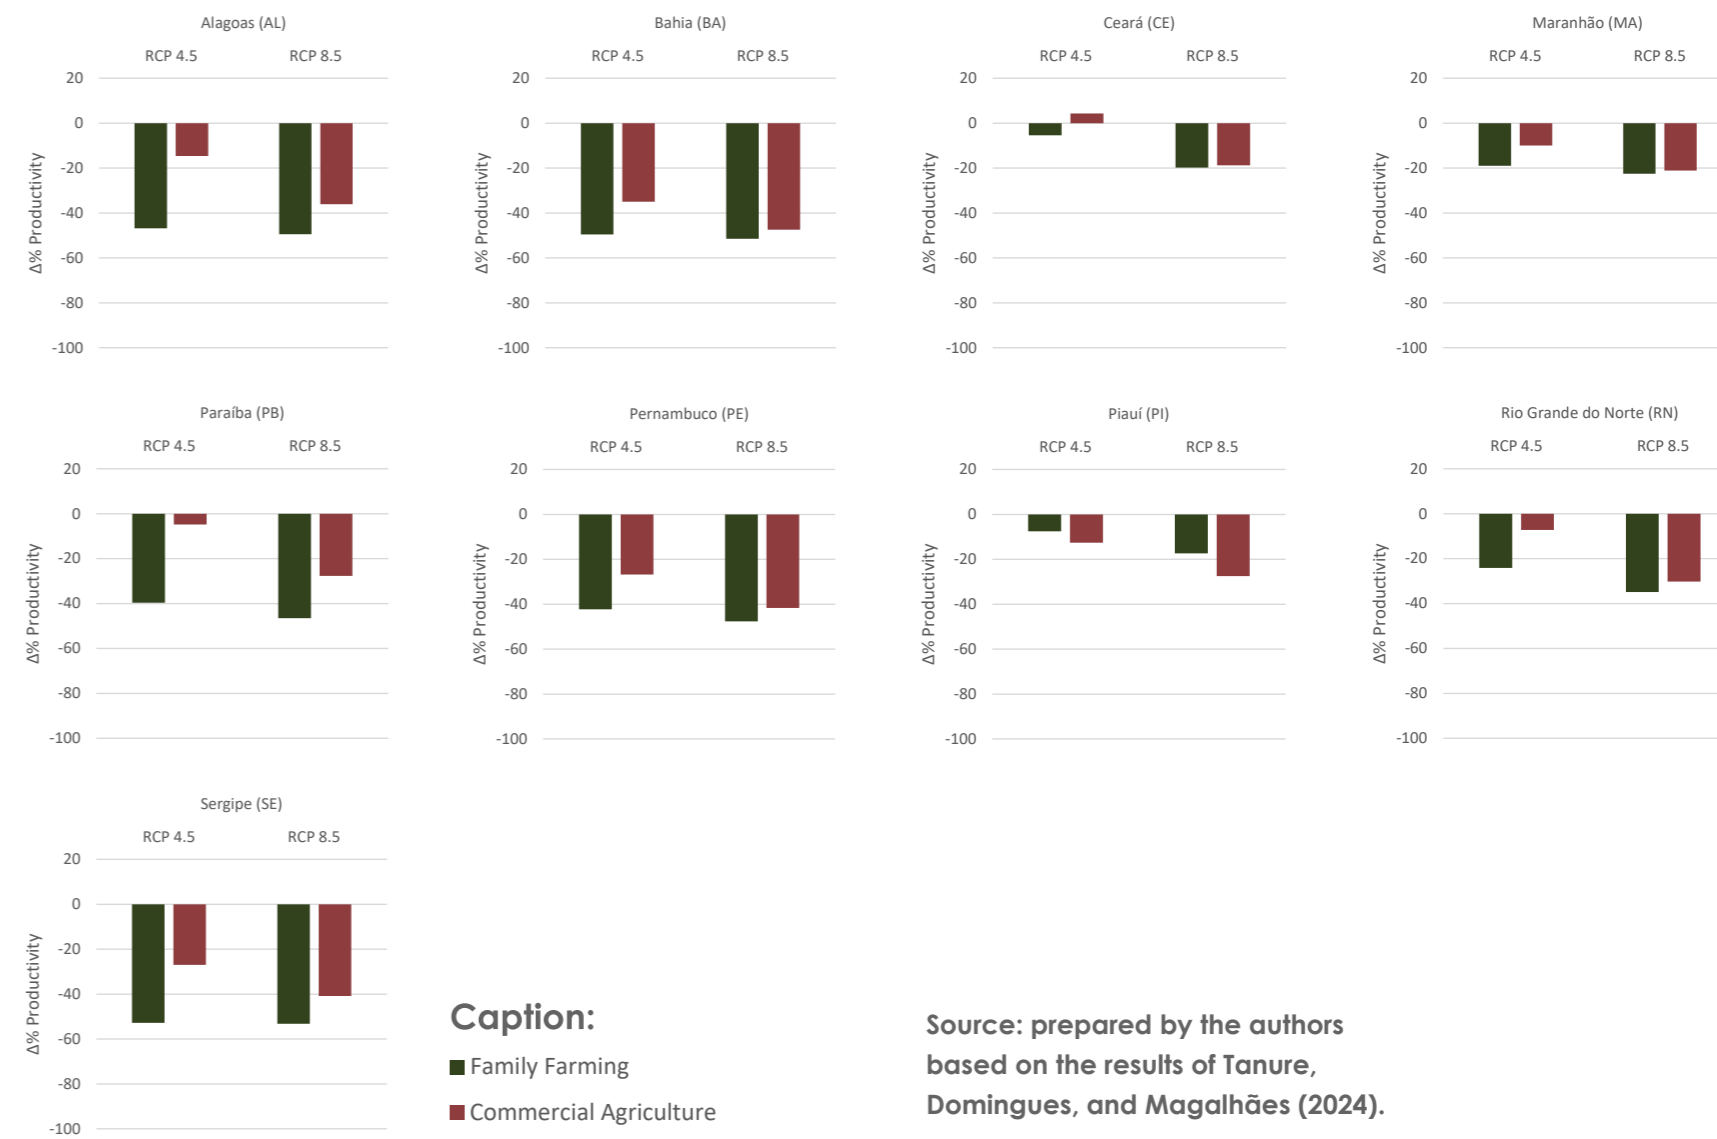 Alagoas (AL)
RCP 4.5 RCP 8.5
20
0
-20
-40
-60
-80
-100
Δ% Productivity
Bahia (BA)
RCP 4.5 RCP 8.5
20
0
-20
-40
-60
-80
-100
Δ% Productivity
Ceará (CE)
RCP 4.5 RCP 8.5
20
0
-20
-40
-60
-80
-100
Δ% Productivity
Maranhão (MA)
RCP 4.5 RCP 8.5
20
0
-20
-40
-60
-80
-100
Δ% Productivity
Paraíba (PB)
RCP 4.5 RCP 8.5
20
0
-20
-40
-60
-80
-100
Δ% Productivity
Pernambuco (PE)
RCP 4.5 RCP 8.5
20
0
-20
-40
-60
-80
-100
Δ% Productivity
Piauí (PI)
RCP 4.5 RCP 8.5
20
0
-20
-40
-60
-80
-100
Δ% Productivity
Rio Grande do Norte (RN)
RCP 4.5 RCP 8.5
20
0
-20
-40
-60
-80
-100
Δ% Productivity
Sergipe (SE)
RCP 4.5 RCP 8.5
20
0
-20
-40
-60
-80
-100
Δ% Productivity
Caption:
Family Farming
Commercial Agriculture
Source: prepared by the authors
based on the results of Tanure,
Domingues, and Magalhães (2024).